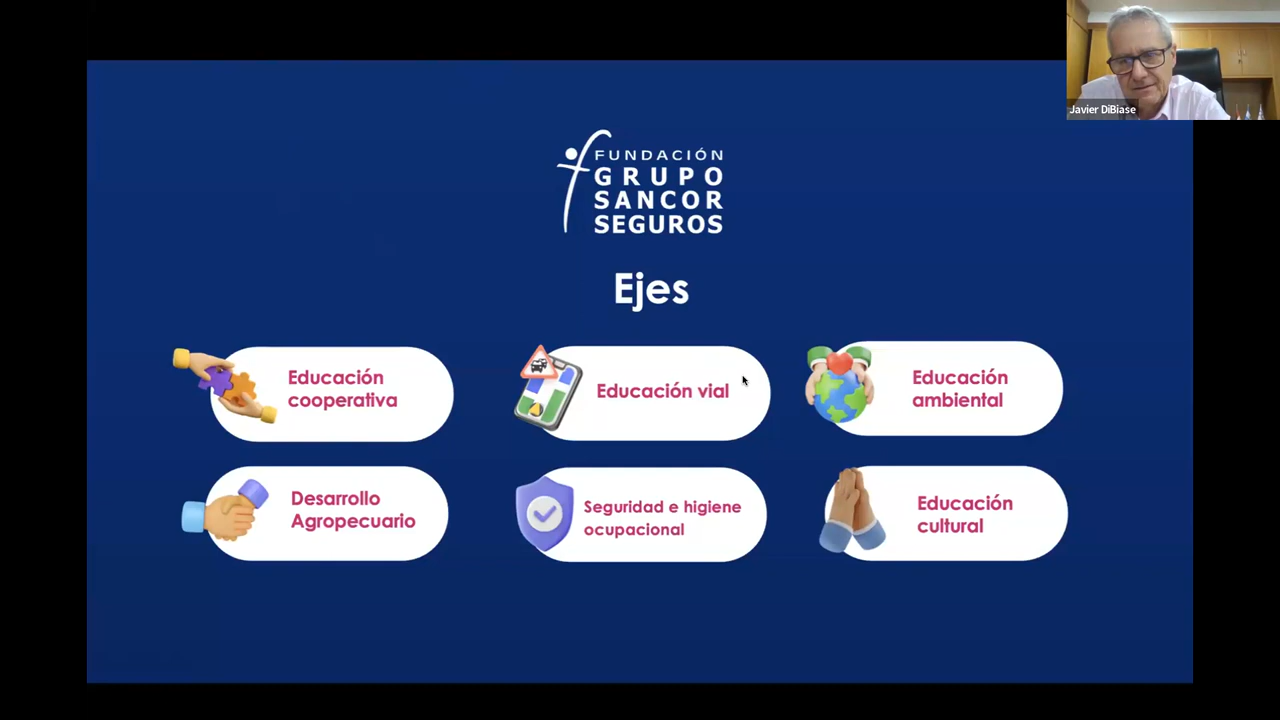 Javier DiBiase
FUNDACIÓN
GRUPO
SANCOR
SEGUROS
Ejes
Educación
cooperativa
Educación vial
Educación
ambiental
Desarrollo
Agropecuario
Seguridad e higiene
ocupacional
Educación
cultural